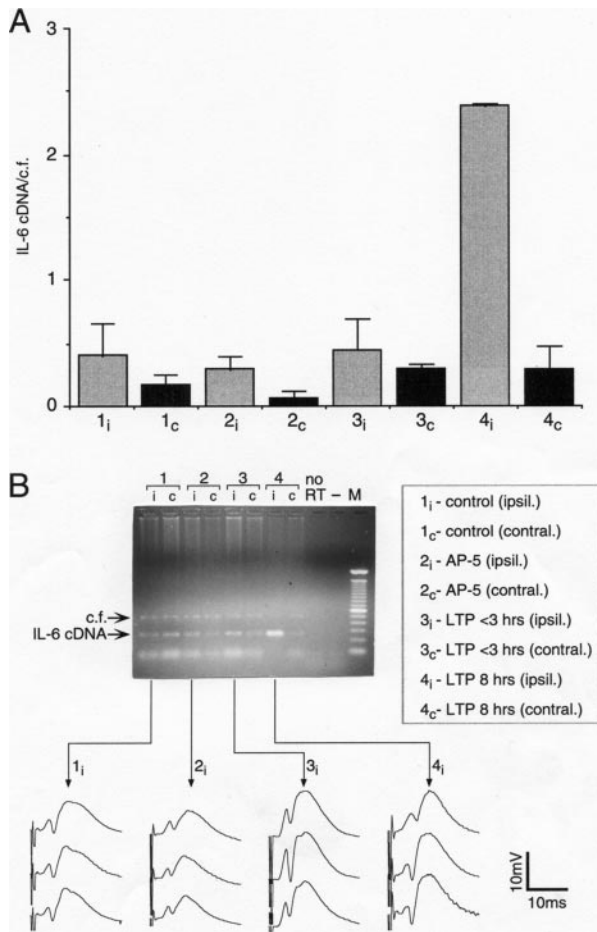 A
3
2
1
0
IL-6 cDNA/c.f.
1i 1c 2i 2c 3i 3c 4i 4c
B
1 2 3 4 no
i c i c i c i c RT – M
c.f.
IL-6 cDNA
1i - control (ipsil.)
1c- control (contral.)
2i - AP-5 (ipsil.)
2c- AP-5 (contral.)
3i - LTP <3 hrs (ipsil.)
3c- LTP <3 hrs (contral.)
4i - LTP 8 hrs (ipsil.)
4c- LTP 8 hrs (contral.)
1i 2i 3i 4i
10mV
10ms